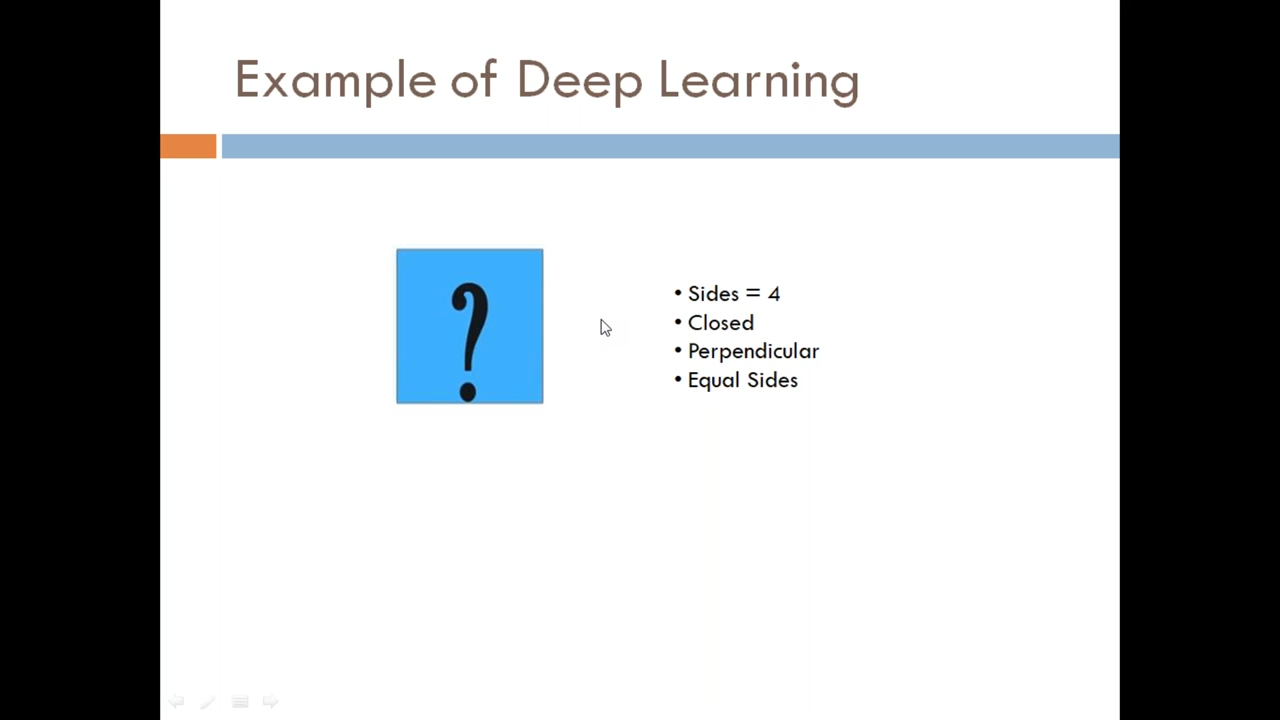 Example of Deep Learning
?
• Sides = 4
• Closed
• Perpendicular
• Equal Sides